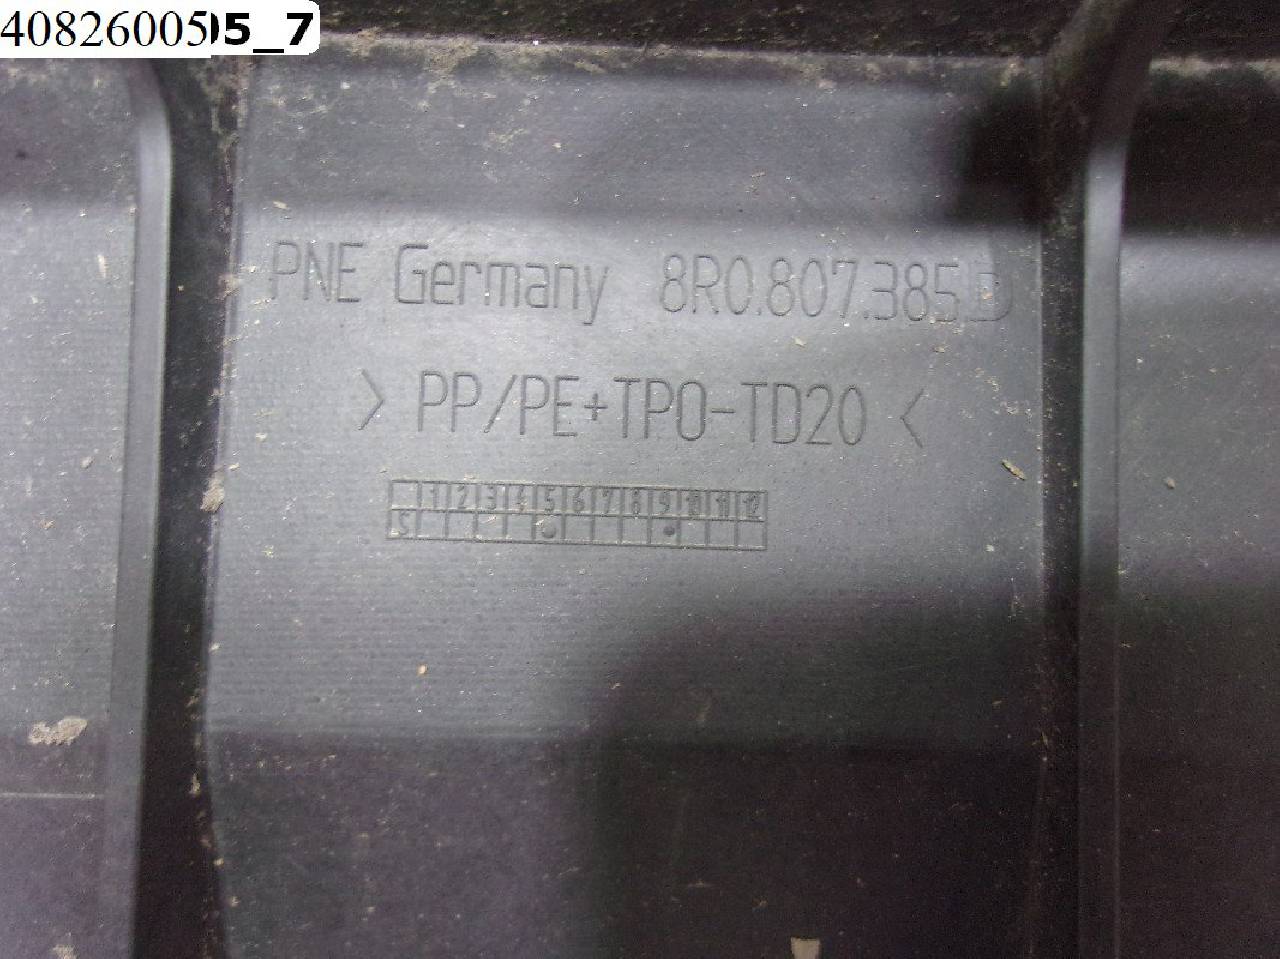 408260055_7
PNE Germany 8R0.807.385.D
> PP/PE+TPO-TD20 <
1 2 3 4 5 6 7 8 9 10 11 12
S